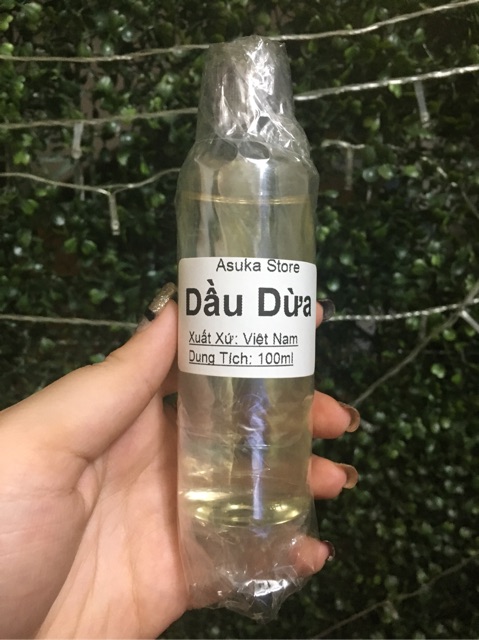 Asuka Store
Dầu Dừa
Xuất Xứ: Việt Nam
Dung Tích: 100ml